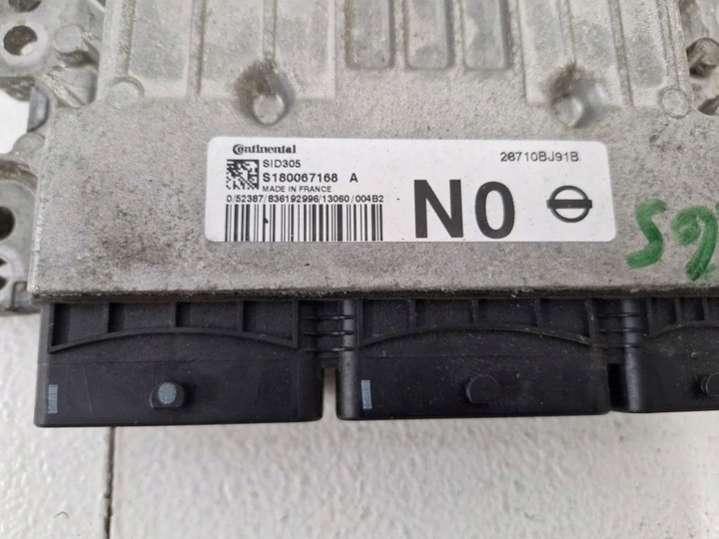 Continental
SID305
28710BJ91B
S180067168 A
MADE IN FRANCE
0/52387/836192996/13060/004B2
N0